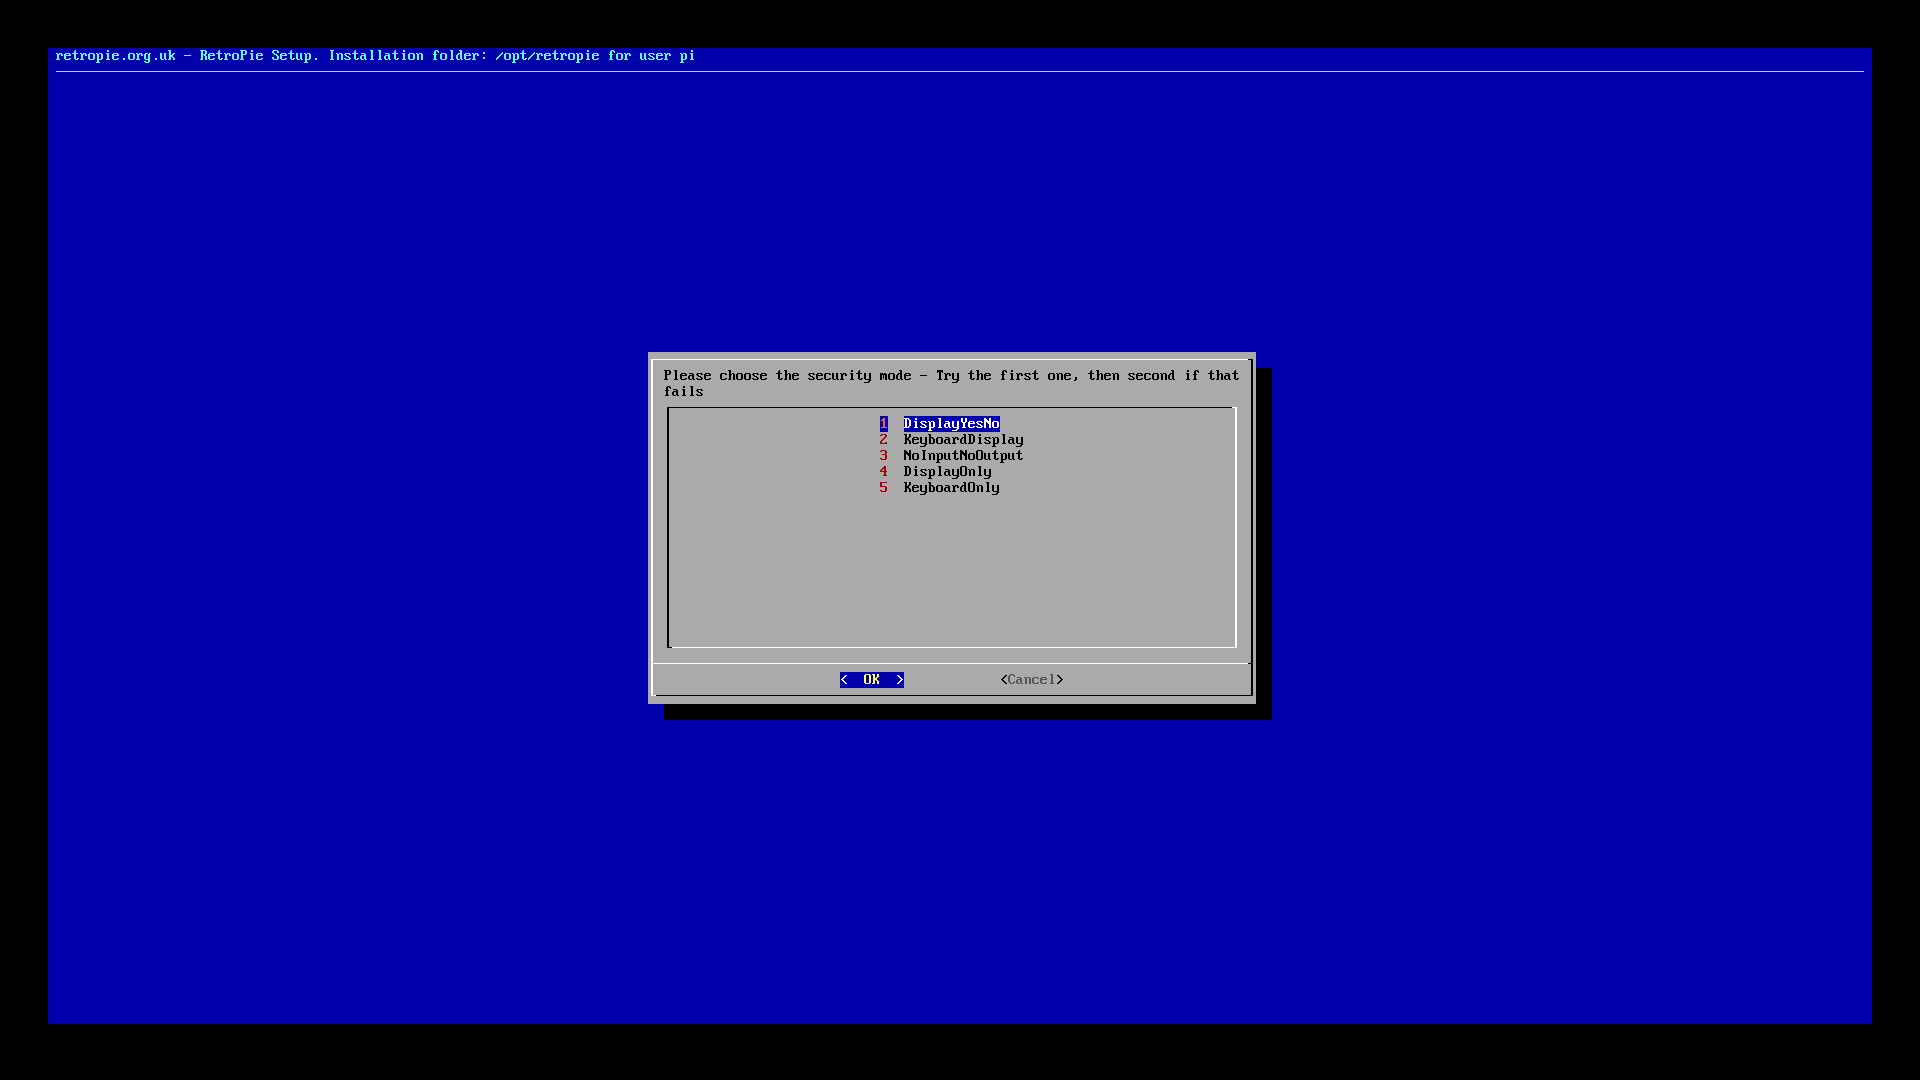 retropie.org.uk - RetroPie Setup. Installation folder: /opt/retropie for user pi
Please choose the security mode - Try the first one, then second if that
fails
1 DisplayYesNo
2 KeyboardDisplay
3 NoInputNoOutput
4 DisplayOnly
5 KeyboardOnly
< OK > <Cancel>